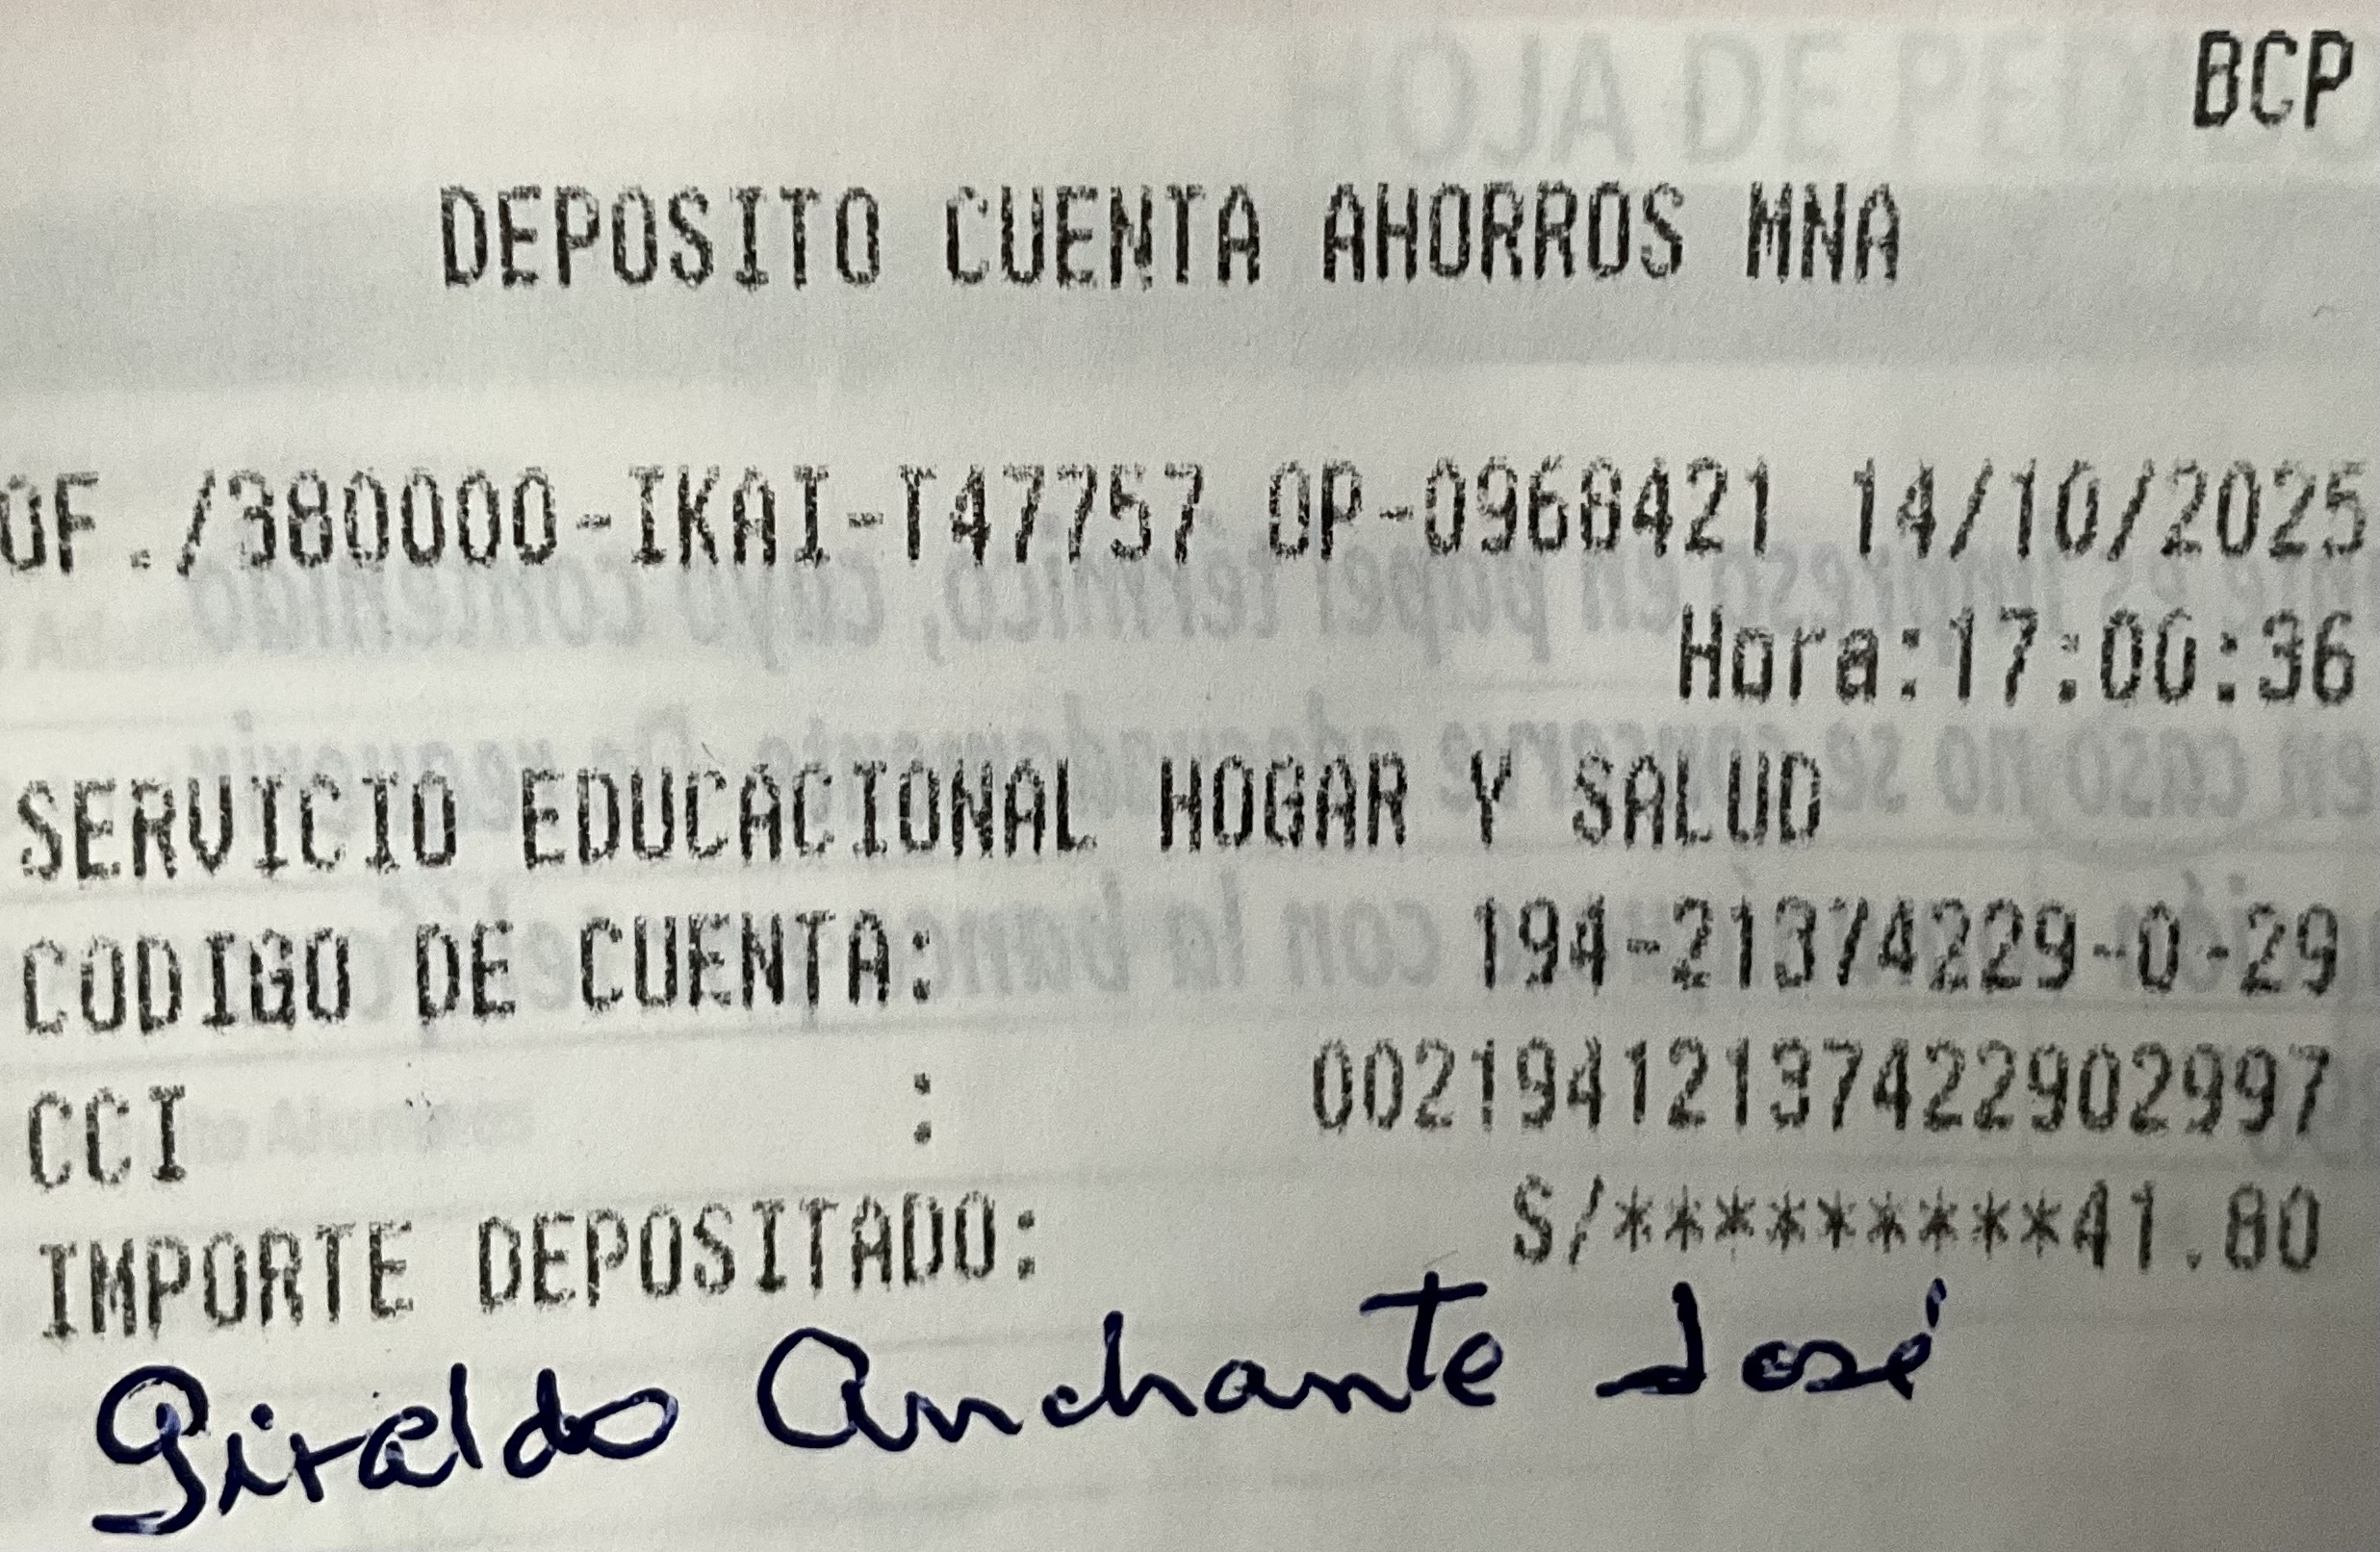 BCP
DEPOSITO CUENTA AHORROS MNA
OF./380000-IKAI-T47757 OP-0968421 14/10/2025
Hora:17:00:36
SERVICIO EDUCACIONAL HOGAR Y SALUD
CODIGO DE CUENTA: 194-21374229-0-29
CCI : 00219412137422902997
IMPORTE DEPOSITADO: S/*********41.80
Giraldo Anchante José